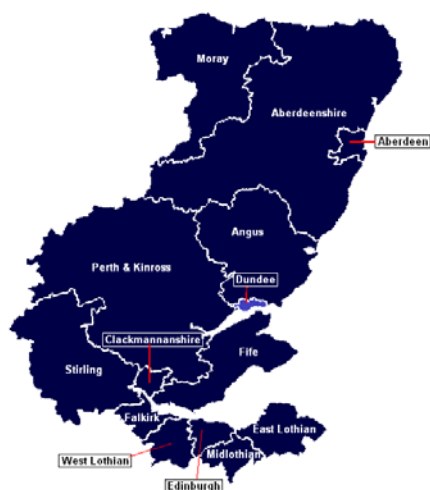 Moray
Aberdeenshire
Aberdeen
Angus
Perth & Kinross
Dundee
Clackmannanshire
Fife
Stirling
Falkirk
East Lothian
West Lothian
Midlothian
Edinburgh